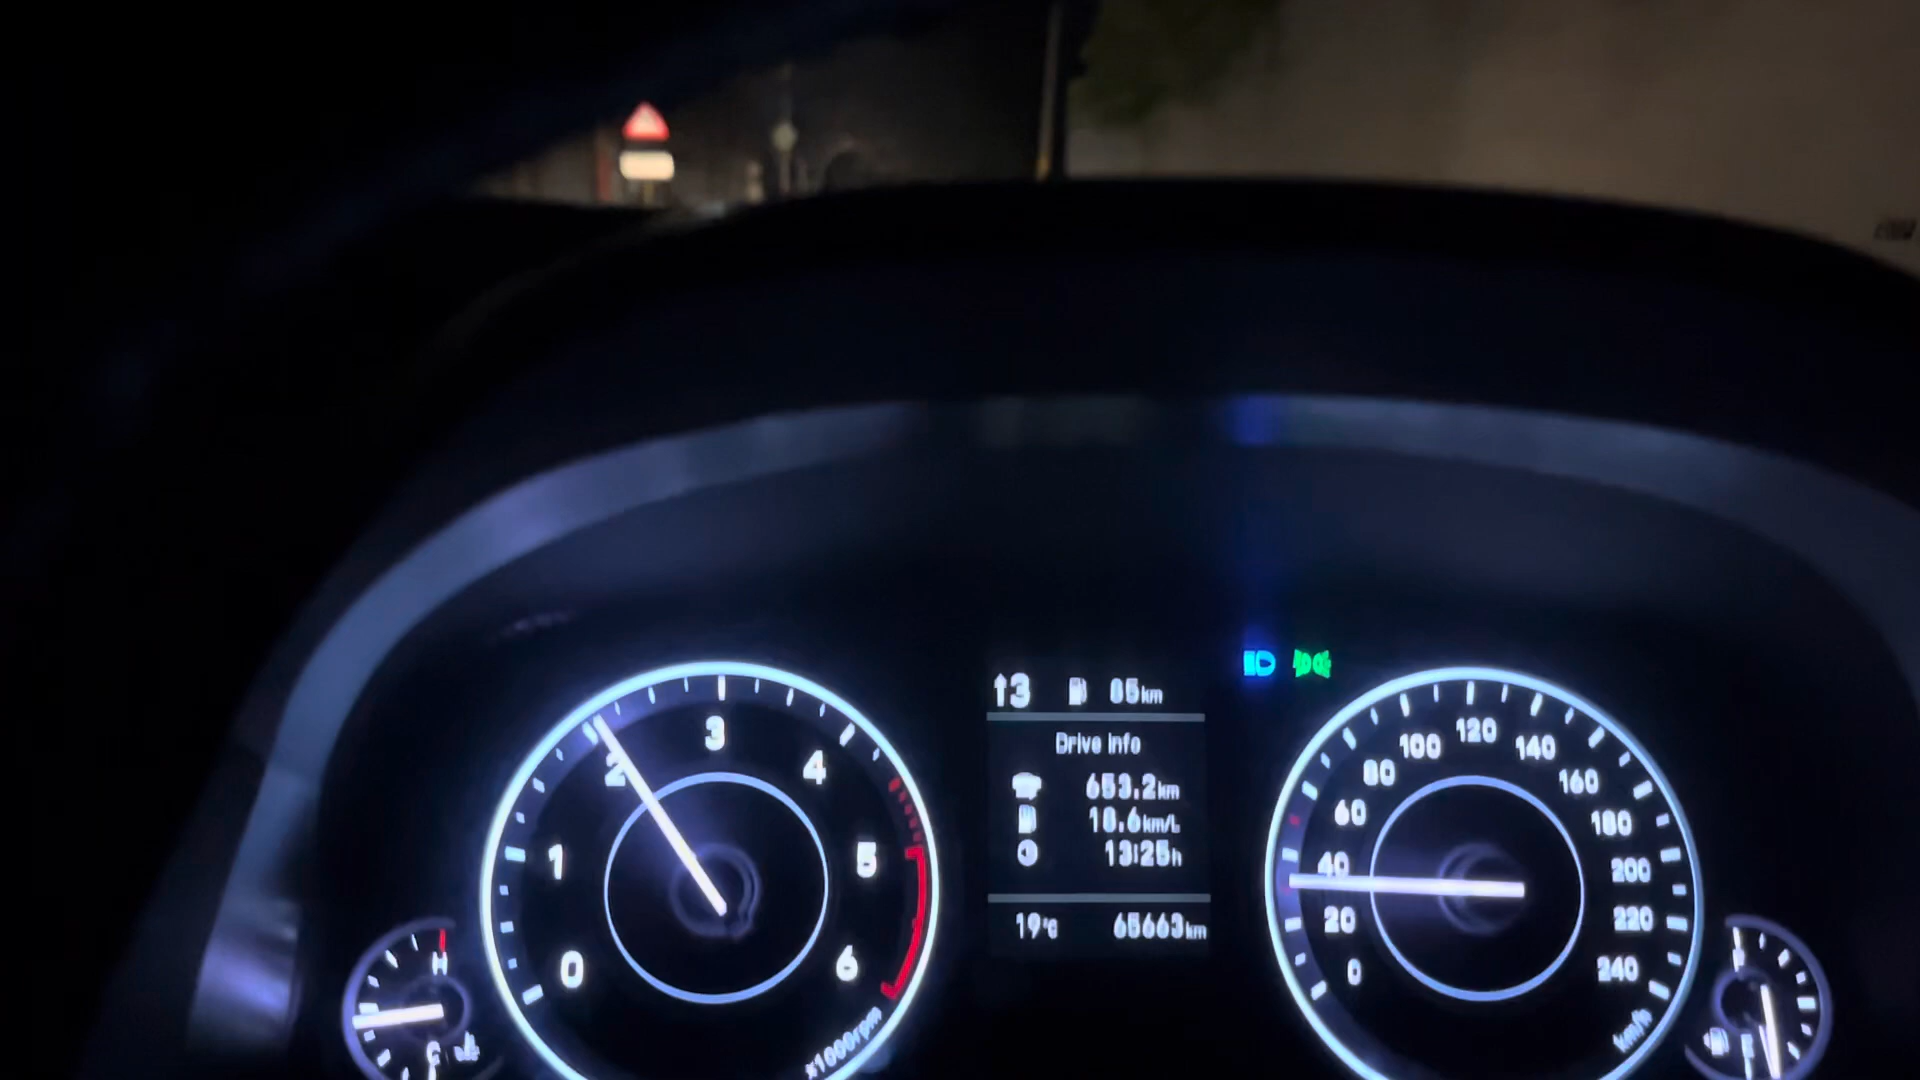 ↑3 85km
Drive Info
653.2km
18.6km/L
13:25h
19°C 65663km
0 1 2 3 4 5 6
x1000rpm
0 20 40 60 80 100 120 140 160 180 200 220 240
km/h
H
C
F
E